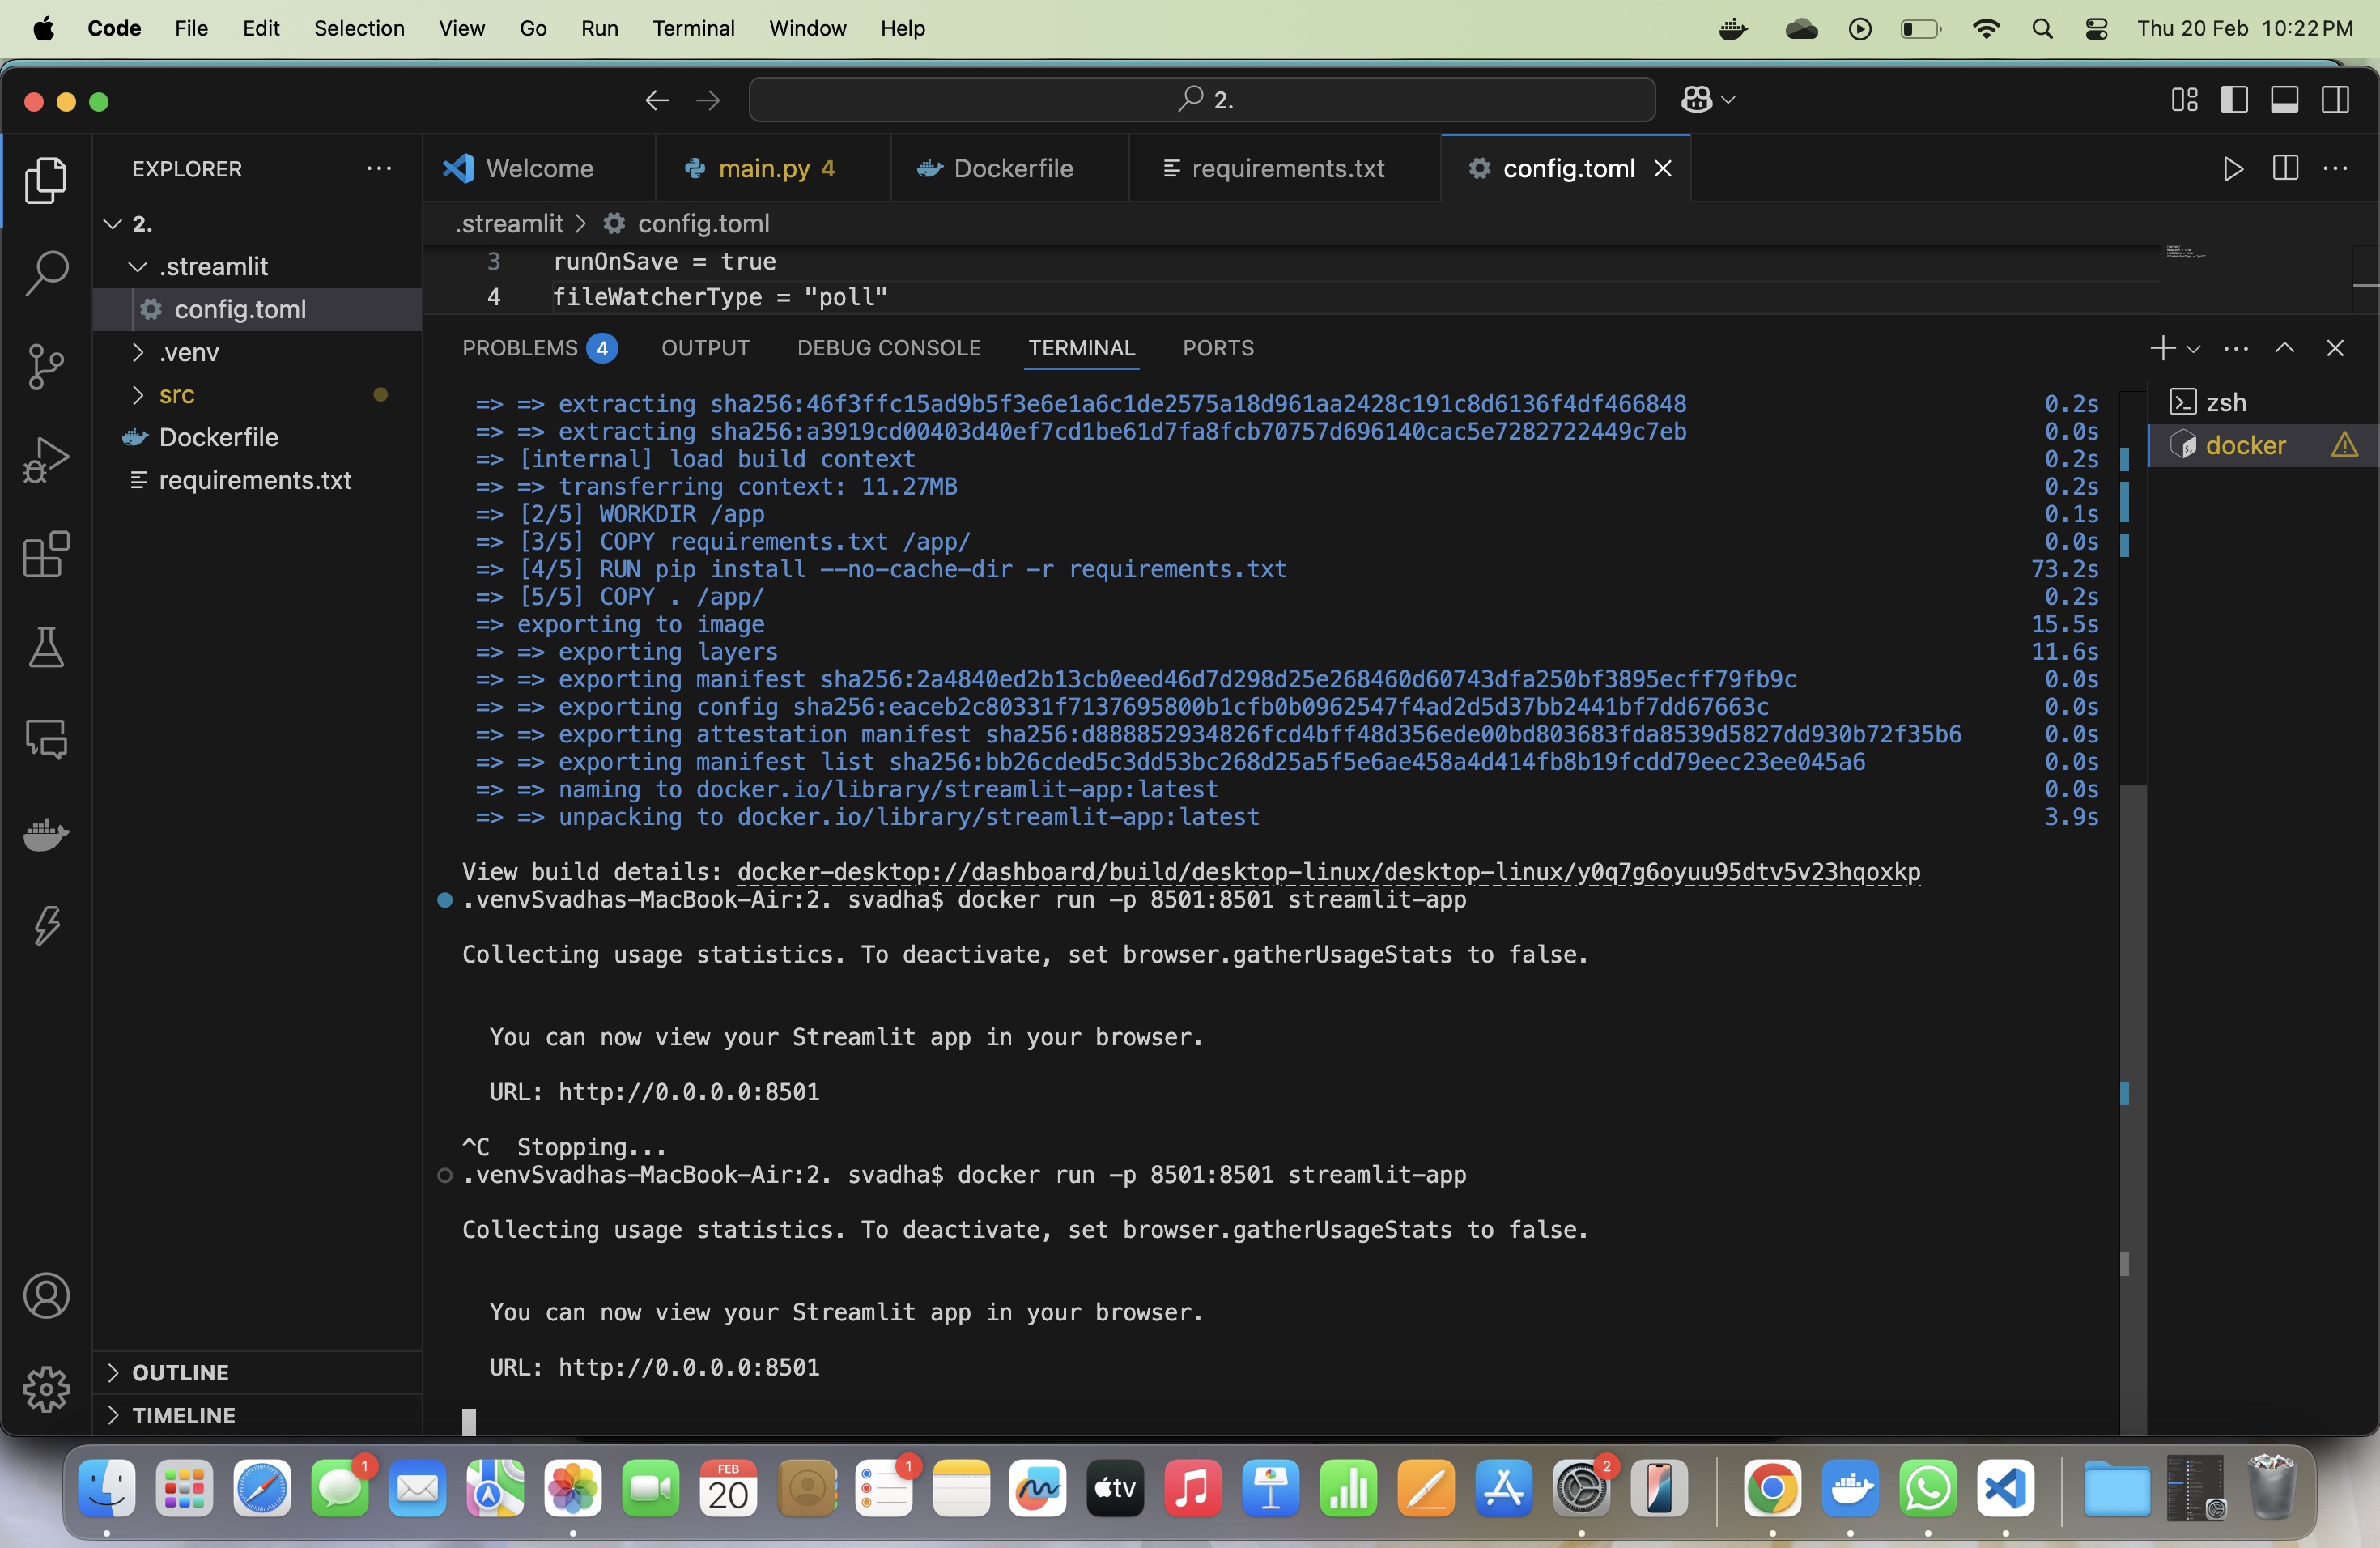 Code File Edit Selection View Go Run Terminal Window Help Thu 20 Feb 10:22 PM
2.
EXPLORER
Welcome main.py 4 Dockerfile requirements.txt config.toml
2.
.streamlit
config.toml
.venv
src
Dockerfile
requirements.txt
OUTLINE
TIMELINE
.streamlit > config.toml
3 runOnSave = true
4 fileWatcherType = "poll"
PROBLEMS 4 OUTPUT DEBUG CONSOLE TERMINAL PORTS
zsh
docker
=> => extracting sha256:46f3ffc15ad9b5f3e6e1a6c1de2575a18d961aa2428c191c8d6136f4df466848 0.2s
=> => extracting sha256:a3919cd00403d40ef7cd1be61d7fa8fcb70757d696140cac5e7282722449c7eb 0.0s
=> [internal] load build context 0.2s
=> => transferring context: 11.27MB 0.2s
=> [2/5] WORKDIR /app 0.1s
=> [3/5] COPY requirements.txt /app/ 0.0s
=> [4/5] RUN pip install --no-cache-dir -r requirements.txt 73.2s
=> [5/5] COPY . /app/ 0.2s
=> exporting to image 15.5s
=> => exporting layers 11.6s
=> => exporting manifest sha256:2a4840ed2b13cb0eed46d7d298d25e268460d60743dfa250bf3895ecff79fb9c 0.0s
=> => exporting config sha256:eaceb2c80331f7137695800b1cfb0b0962547f4ad2d5d37bb2441bf7dd67663c 0.0s
=> => exporting attestation manifest sha256:d888852934826fcd4bff48d356ede00bd803683fda8539d5827dd930b72f35b6 0.0s
=> => exporting manifest list sha256:bb26cded5c3dd53bc268d25a5f5e6ae458a4d414fb8b19fcdd79eec23ee045a6 0.0s
=> => naming to docker.io/library/streamlit-app:latest 0.0s
=> => unpacking to docker.io/library/streamlit-app:latest 3.9s
View build details: docker-desktop://dashboard/build/desktop-linux/desktop-linux/y0q7g6oyuu95dtv5v23hqoxkp
.venvSvadhas-MacBook-Air:2. svadha$ docker run -p 8501:8501 streamlit-app
Collecting usage statistics. To deactivate, set browser.gatherUsageStats to false.
You can now view your Streamlit app in your browser.
URL: http://0.0.0.0:8501
^C Stopping...
.venvSvadhas-MacBook-Air:2. svadha$ docker run -p 8501:8501 streamlit-app
Collecting usage statistics. To deactivate, set browser.gatherUsageStats to false.
You can now view your Streamlit app in your browser.
URL: http://0.0.0.0:8501
1 FEB 20 1 tv 2